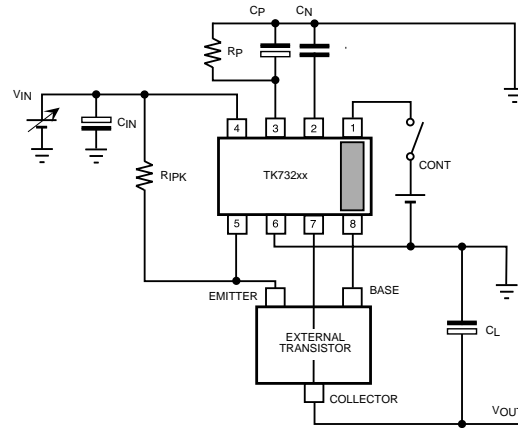 CP
CN
RP
VIN
CIN
4
3
2
1
TK732xx
CONT
RIPK
5
6
7
8
EMITTER
BASE
EXTERNAL
TRANSISTOR
CL
COLLECTOR
VOUT